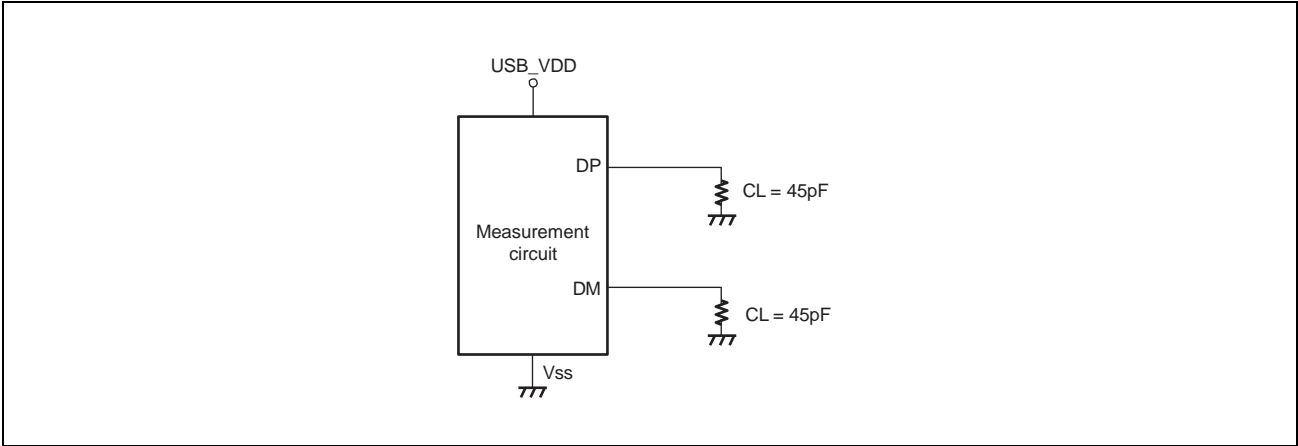 USB_VDD
DP
CL = 45pF
Measurement
circuit
DM
CL = 45pF
Vss